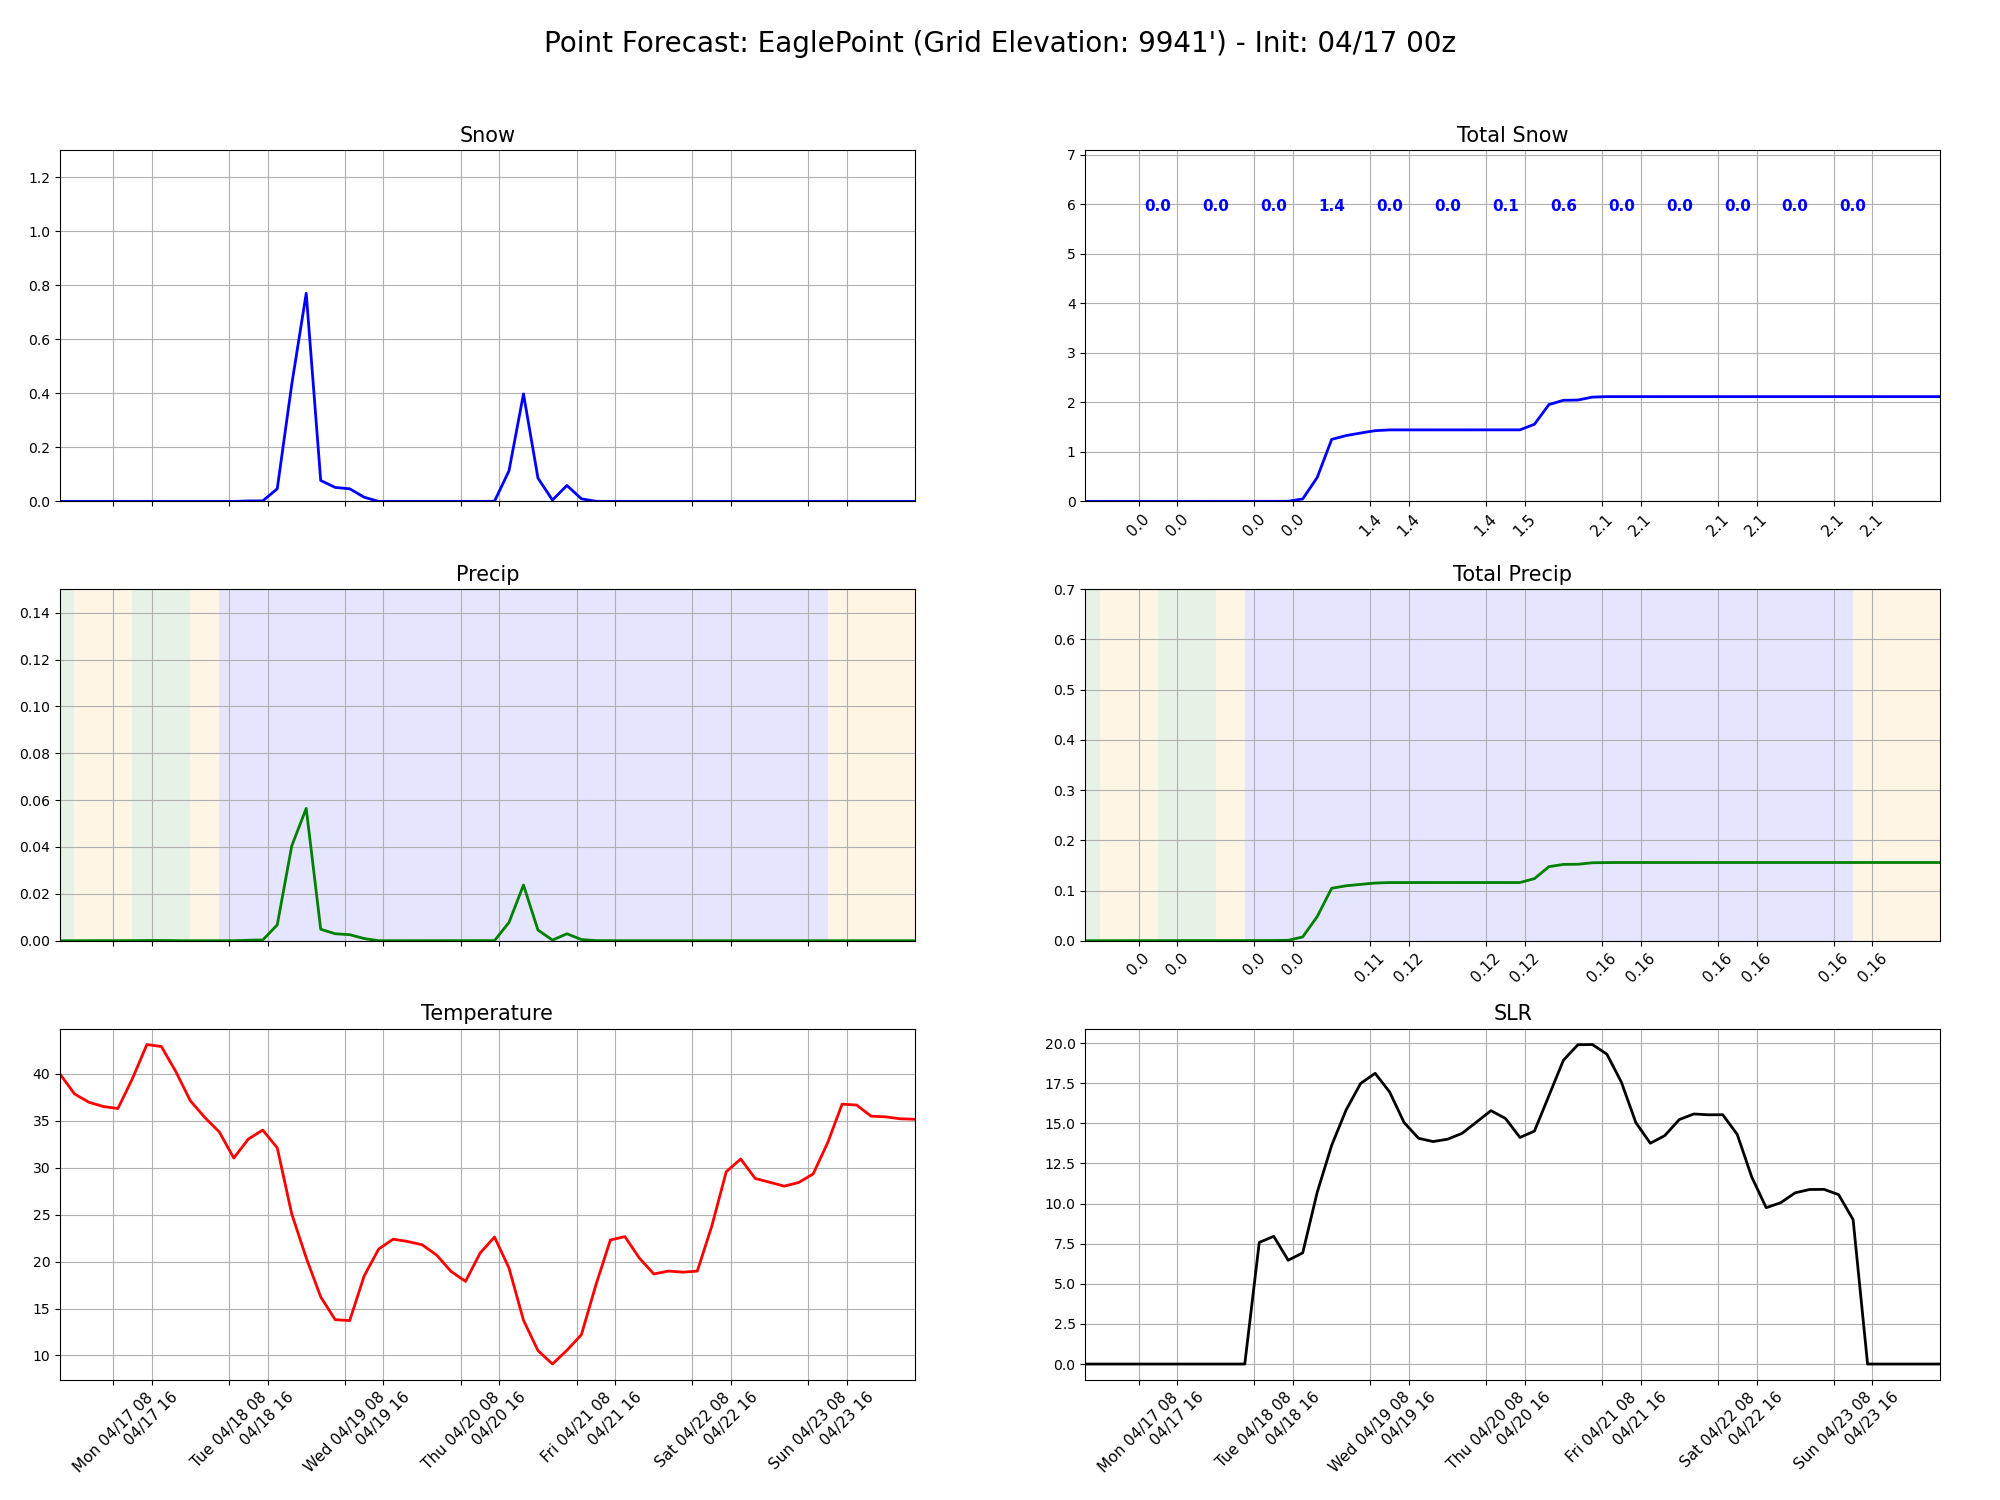 Point Forecast: EaglePoint (Grid Elevation: 9941') - Init: 04/17 00z
Snow
1.2
1.0
0.8
0.6
0.4
0.2
0.0
Total Snow
7
6
5
4
3
2
1
0
0.0 0.0 0.0 1.4 0.0 0.0 0.1 0.6 0.0 0.0 0.0 0.0 0.0
0.0 0.0 0.0 0.0 1.4 1.4 1.4 1.5 2.1 2.1 2.1 2.1 2.1 2.1
Precip
0.14
0.12
0.10
0.08
0.06
0.04
0.02
0.00
Total Precip
0.7
0.6
0.5
0.4
0.3
0.2
0.1
0.0
0.0 0.0 0.0 0.0 0.11 0.12 0.12 0.12 0.16 0.16 0.16 0.16 0.16 0.16
Temperature
40
35
30
25
20
15
10
Mon 04/17 08
04/17 16
Tue 04/18 08
04/18 16
Wed 04/19 08
04/19 16
Thu 04/20 08
04/20 16
Fri 04/21 08
04/21 16
Sat 04/22 08
04/22 16
Sun 04/23 08
04/23 16
SLR
20.0
17.5
15.0
12.5
10.0
7.5
5.0
2.5
0.0
Mon 04/17 08
04/17 16
Tue 04/18 08
04/18 16
Wed 04/19 08
04/19 16
Thu 04/20 08
04/20 16
Fri 04/21 08
04/21 16
Sat 04/22 08
04/22 16
Sun 04/23 08
04/23 16